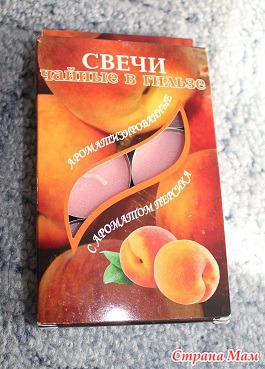 СВЕЧИ
ЧАЙНЫЕ В ГИЛЬЗЕ
АРОМАТИЗИРОВАННЫЕ
С АРОМАТОМ ПЕРСИКА
Страна Мам